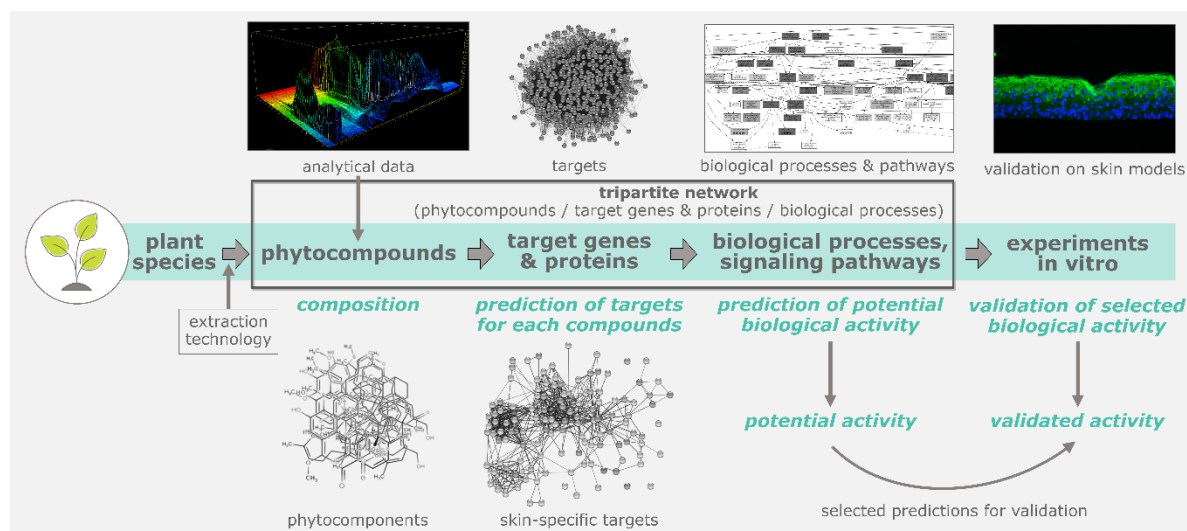 analytical data
targets
biological processes & pathways
validation on skin models
tripartite network
(phytocompounds / target genes & proteins / biological processes)
plant
species
phytocompounds
target genes
& proteins
biological processes,
signaling pathways
experiments
in vitro
extraction
technology
composition
prediction of targets
for each compounds
prediction of potential
biological activity
validation of selected
biological activity
potential activity
validated activity
phytocomponents
skin-specific targets
selected predictions for validation